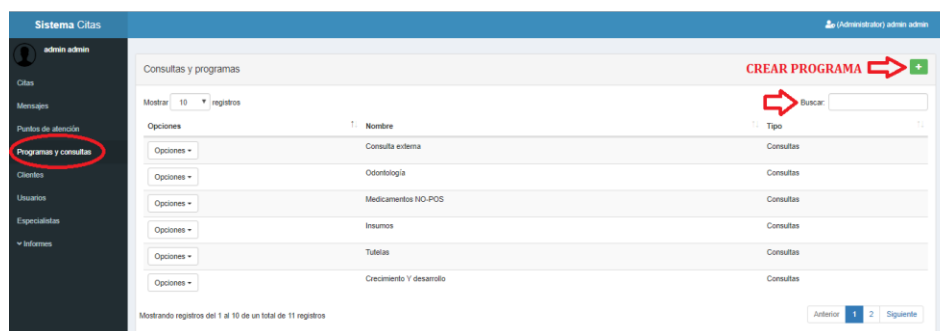 Sistema Citas
(Administrator) admin admin
admin admin
Citas
Mensajes
Puntos de atención
Programas y consultas
Clientes
Usuarios
Especialistas
Informes
Consultas y programas
CREAR PROGRAMA
+
Mostrar 10 registros
Buscar:
Opciones Nombre Tipo
Opciones Consulta externa Consultas
Opciones Odontología Consultas
Opciones Medicamentos NO-POS Consultas
Opciones Insumos Consultas
Opciones Tutelas Consultas
Opciones Crecimiento Y desarrollo Consultas
Mostrando registros del 1 al 10 de un total de 11 registros
Anterior 1 2 Siguiente